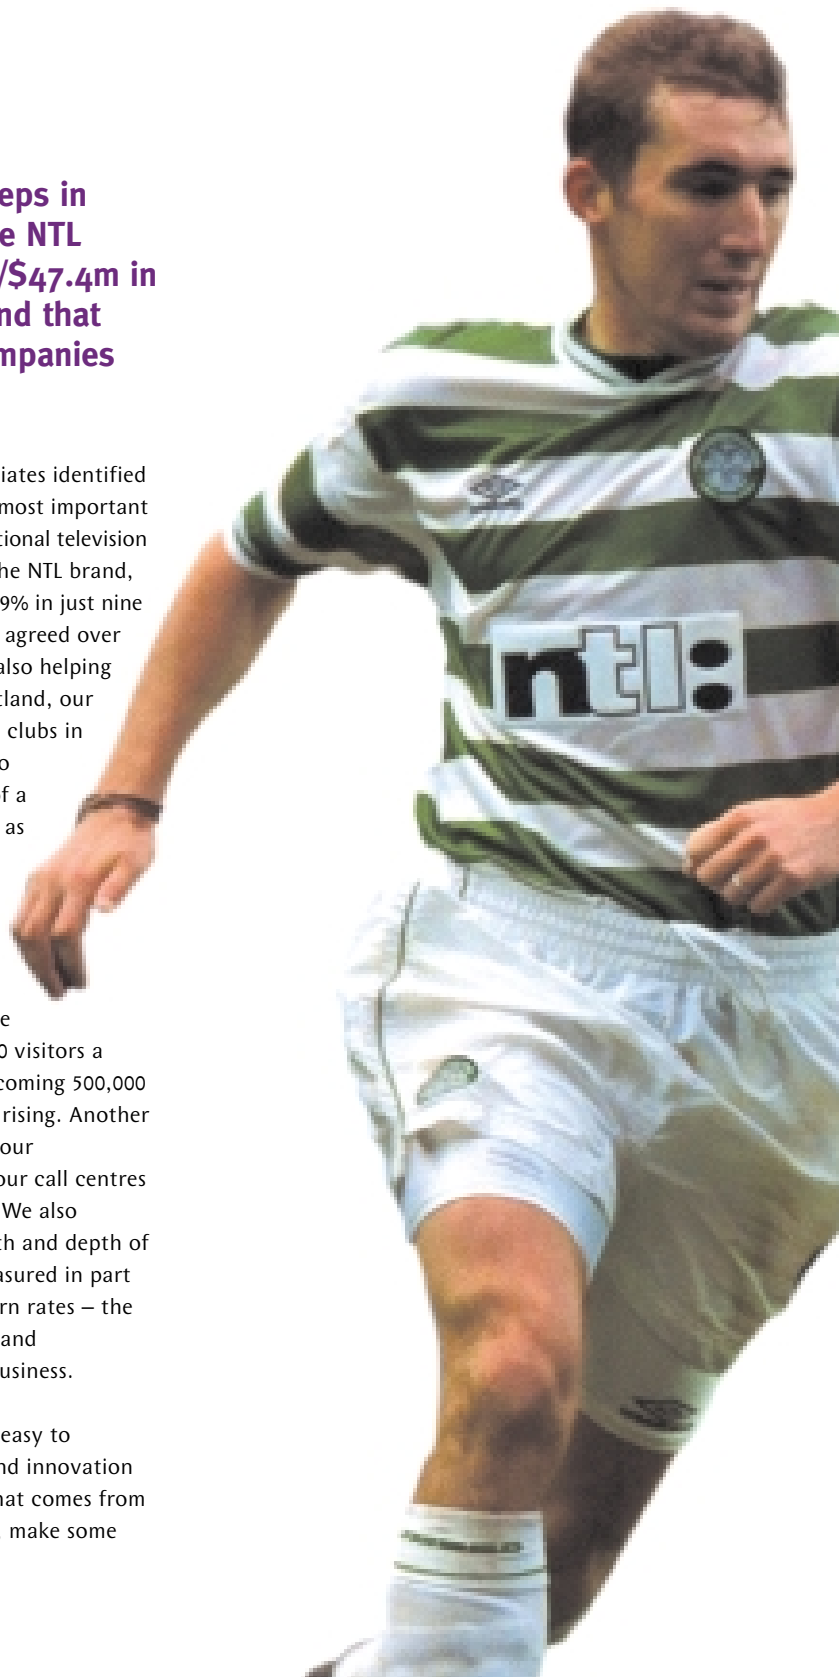 eps in
e NTL
/$47.4m in
nd that
mpanies
iates identified
most important
tional television
he NTL brand,
9% in just nine
agreed over
also helping
tland, our
clubs in
o
f a
as
ntl:
e
0 visitors a
coming 500,000
rising. Another
our
our call centres
We also
th and depth of
asured in part
rn rates – the
and
usiness.
easy to
nd innovation
hat comes from
make some